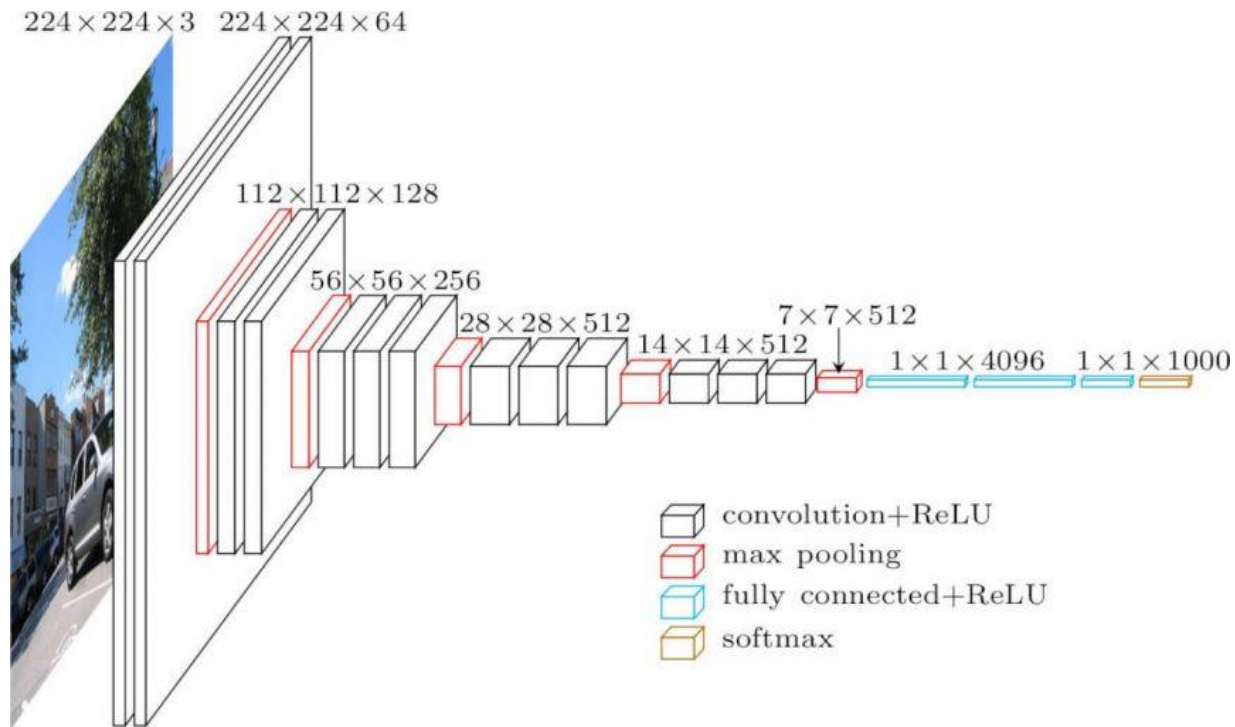 224×224×3
224×224×64
112×112×128
56×56×256
28×28×512
14×14×512
7×7×512
1×1×4096
1×1×1000
convolution+ReLU
max pooling
fully connected+ReLU
softmax